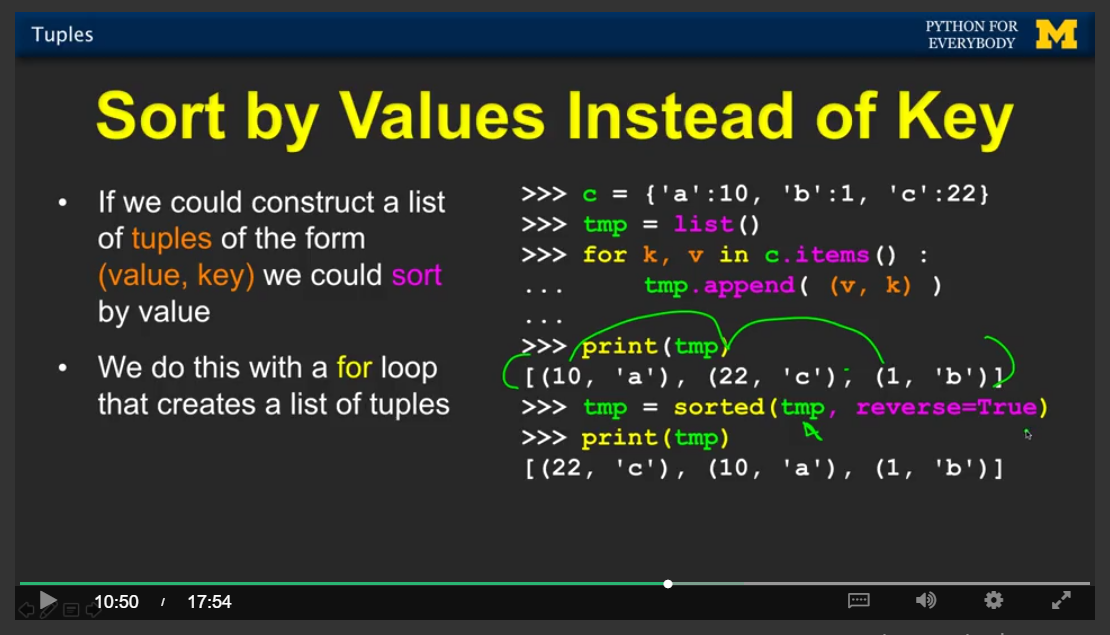 Tuples
PYTHON FOR
EVERYBODY
M
Sort by Values Instead of Key
• If we could construct a list
of tuples of the form
(value, key) we could sort
by value
• We do this with a for loop
that creates a list of tuples
>>> c = {'a':10, 'b':1, 'c':22}
>>> tmp = list()
>>> for k, v in c.items() :
...     tmp.append( (v, k) )
...
>>> print(tmp)
[(10, 'a'), (22, 'c'), (1, 'b')]
>>> tmp = sorted(tmp, reverse=True)
>>> print(tmp)
[(22, 'c'), (10, 'a'), (1, 'b')]
10:50 / 17:54